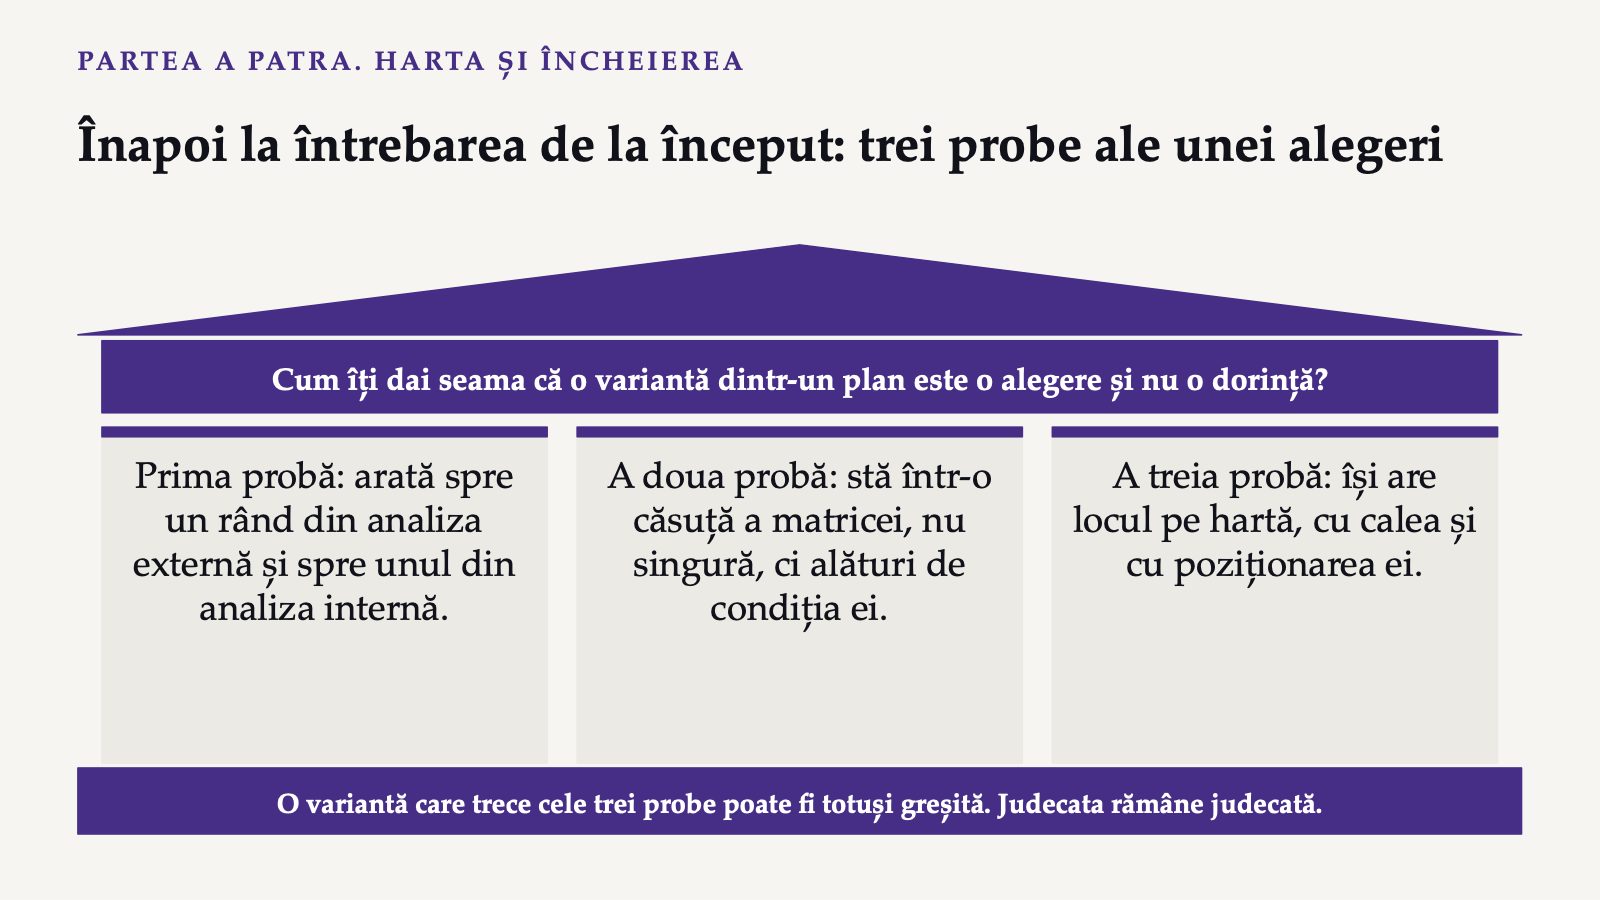 PARTEA A PATRA. HARTA ȘI ÎNCHEIEREA
Înapoi la întrebarea de la început: trei probe ale unei alegeri
Cum îți dai seama că o variantă dintr-un plan este o alegere și nu o dorință?
Prima probă: arată spre
un rând din analiza
externă și spre unul din
analiza internă.
A doua probă: stă într-o
căsuță a matricei, nu
singură, ci alături de
condiția ei.
A treia probă: își are
locul pe hartă, cu calea și
cu poziționarea ei.
O variantă care trece cele trei probe poate fi totuși greșită. Judecata rămâne judecată.